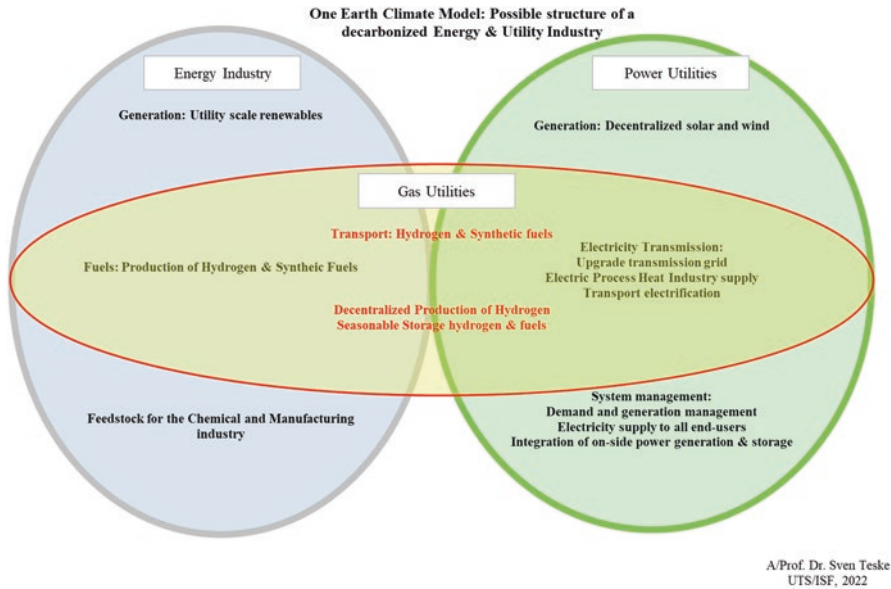 One Earth Climate Model: Possible structure of a
decarbonized Energy & Utility Industry
Energy Industry
Power Utilities
Generation: Utility scale renewables
Generation: Decentralized solar and wind
Gas Utilities
Transport: Hydrogen & Synthetic fuels
Fuels: Production of Hydrogen & Syntheic Fuels
Electricity Transmission:
Upgrade transmission grid
Electric Process Heat Industry supply
Transport electrification
Decentralized Production of Hydrogen
Seasonable Storage hydrogen & fuels
Feedstock for the Chemical and Manufacturing
industry
System management:
Demand and generation management
Electricity supply to all end-users
Integration of on-side power generation & storage
A/Prof. Dr. Sven Teske
UTS/ISF, 2022